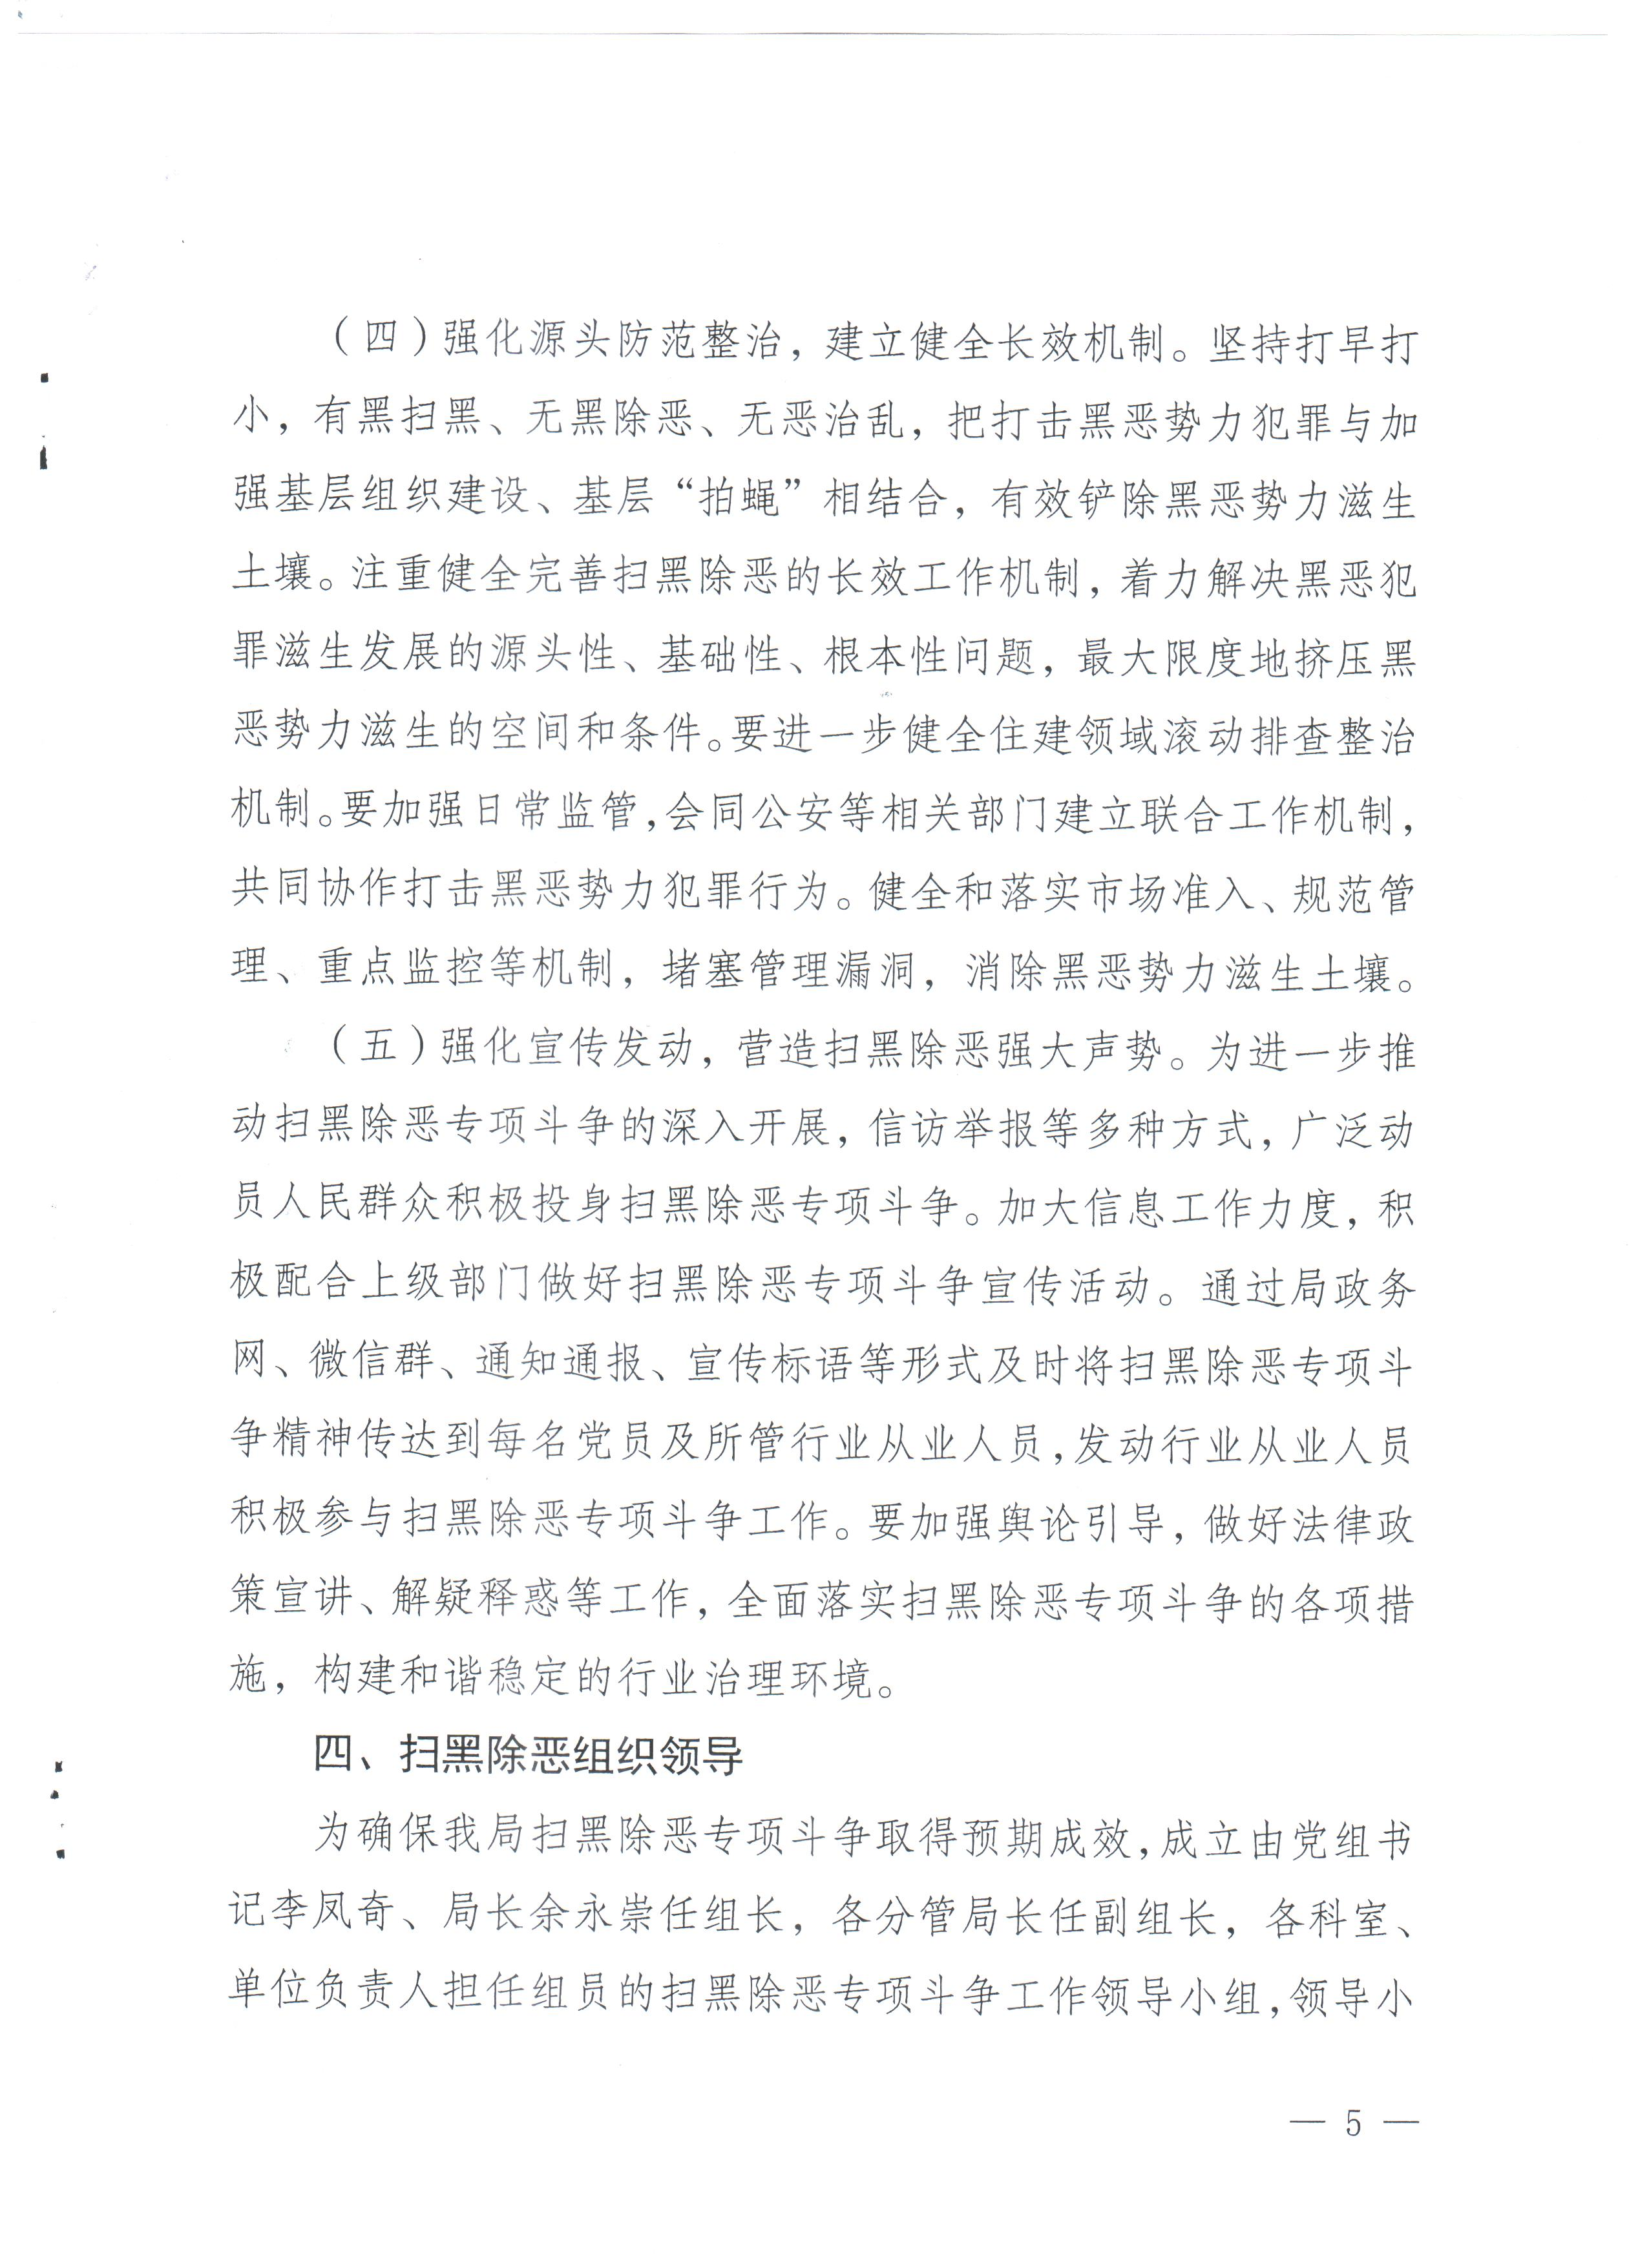 （四）强化源头防范整治，建立健全长效机制。坚持打早打
小，有黑扫黑、无黑除恶、无恶治乱，把打击黑恶势力犯罪与加
强基层组织建设、基层“拍蝇”相结合，有效铲除黑恶势力滋生
土壤。注重健全完善扫黑除恶的长效工作机制，着力解决黑恶犯
罪滋生发展的源头性、基础性、根本性问题，最大限度地挤压黑
恶势力滋生的空间和条件。要进一步健全住建领域滚动排查整治
机制。要加强日常监管，会同公安等相关部门建立联合工作机制，
共同协作打击黑恶势力犯罪行为。健全和落实市场准入、规范管
理、重点监控等机制，堵塞管理漏洞，消除黑恶势力滋生土壤。
（五）强化宣传发动，营造扫黑除恶强大声势。为进一步推
动扫黑除恶专项斗争的深入开展，信访举报等多种方式，广泛动
员人民群众积极投身扫黑除恶专项斗争。加大信息工作力度，积
极配合上级部门做好扫黑除恶专项斗争宣传活动。通过局政务
网、微信群、通知通报、宣传标语等形式及时将扫黑除恶专项斗
争精神传达到每名党员及所管行业从业人员，发动行业从业人员
积极参与扫黑除恶专项斗争工作。要加强舆论引导，做好法律政
策宣讲、解疑释惑等工作，全面落实扫黑除恶专项斗争的各项措
施，构建和谐稳定的行业治理环境。
四、扫黑除恶组织领导
为确保我局扫黑除恶专项斗争取得预期成效，成立由党组书
记李凤奇、局长余永崇任组长，各分管局长任副组长，各科室、
单位负责人担任组员的扫黑除恶专项斗争工作领导小组，领导小
— 5 —